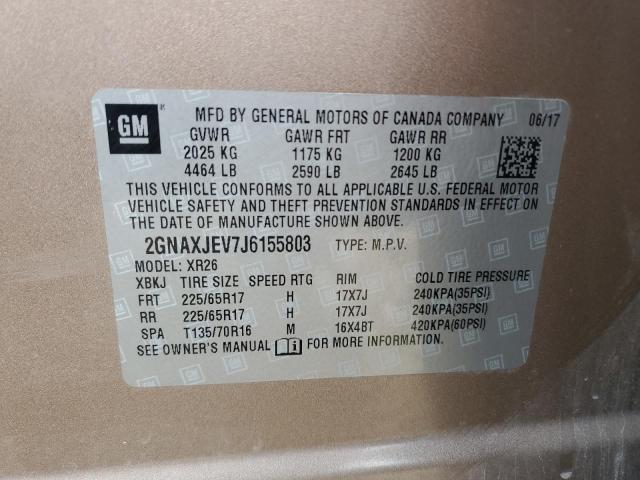 GM MFD BY GENERAL MOTORS OF CANADA COMPANY 06/17
GVWR GAWR FRT GAWR RR
2025 KG 1175 KG 1200 KG
4464 LB 2590 LB 2645 LB
THIS VEHICLE CONFORMS TO ALL APPLICABLE U.S. FEDERAL MOTOR
VEHICLE SAFETY AND THEFT PREVENTION STANDARDS IN EFFECT ON
THE DATE OF MANUFACTURE SHOWN ABOVE.
2GNAXJEV7J6155803 TYPE: M.P.V.
MODEL: XR26
XBKJ TIRE SIZE SPEED RTG RIM COLD TIRE PRESSURE
FRT 225/65R17 H 17X7J 240KPA(35PSI)
RR 225/65R17 H 17X7J 240KPA(35PSI)
SPA T135/70R16 M 16X4BT 420KPA(60PSI)
SEE OWNER'S MANUAL FOR MORE INFORMATION.